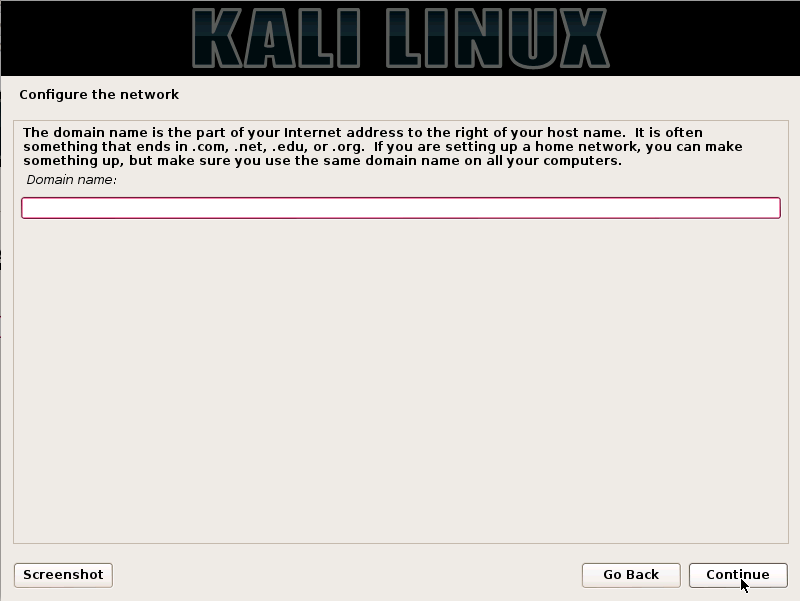 KALI LINUX
Configure the network
The domain name is the part of your Internet address to the right of your host name.  It is often
something that ends in .com, .net, .edu, or .org.  If you are setting up a home network, you can make
something up, but make sure you use the same domain name on all your computers.
Domain name:
Screenshot
Go Back
Continue